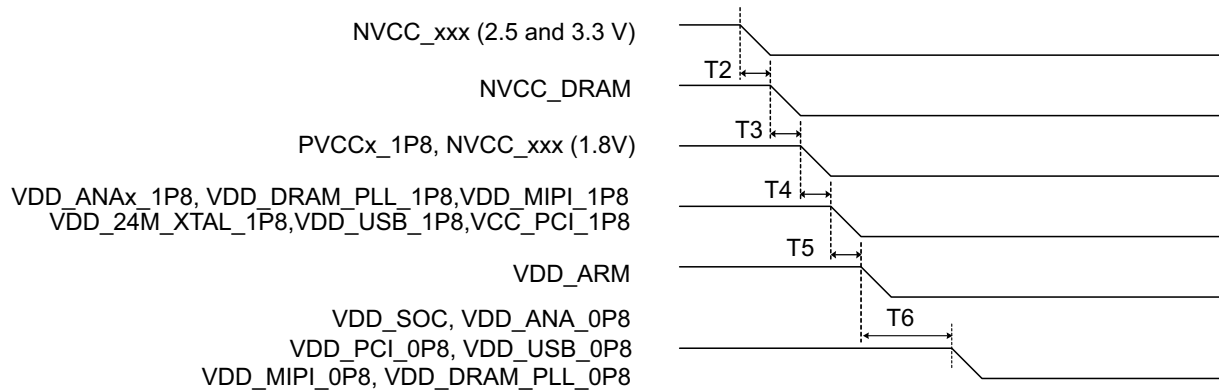 NVCC_xxx (2.5 and 3.3 V)
T2
NVCC_DRAM
T3
PVCCx_1P8, NVCC_xxx (1.8V)
T4
VDD_ANAx_1P8, VDD_DRAM_PLL_1P8,VDD_MIPI_1P8
VDD_24M_XTAL_1P8,VDD_USB_1P8,VCC_PCI_1P8
T5
VDD_ARM
T6
VDD_SOC, VDD_ANA_0P8
VDD_PCI_0P8, VDD_USB_0P8
VDD_MIPI_0P8, VDD_DRAM_PLL_0P8